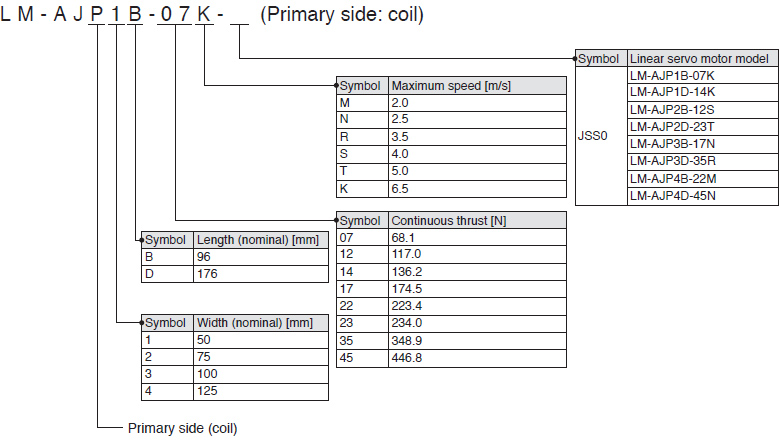 LM-AJP1B-07K-_ (Primary side: coil)
Symbol Linear servo motor model
JSS0
LM-AJP1B-07K
LM-AJP1D-14K
LM-AJP2B-12S
LM-AJP2D-23T
LM-AJP3B-17N
LM-AJP3D-35R
LM-AJP4B-22M
LM-AJP4D-45N
Symbol Maximum speed [m/s]
M 2.0
N 2.5
R 3.5
S 4.0
T 5.0
K 6.5
Symbol Continuous thrust [N]
07 68.1
12 117.0
14 136.2
17 174.5
22 223.4
23 234.0
35 348.9
45 446.8
Symbol Length (nominal) [mm]
B 96
D 176
Symbol Width (nominal) [mm]
1 50
2 75
3 100
4 125
Primary side (coil)